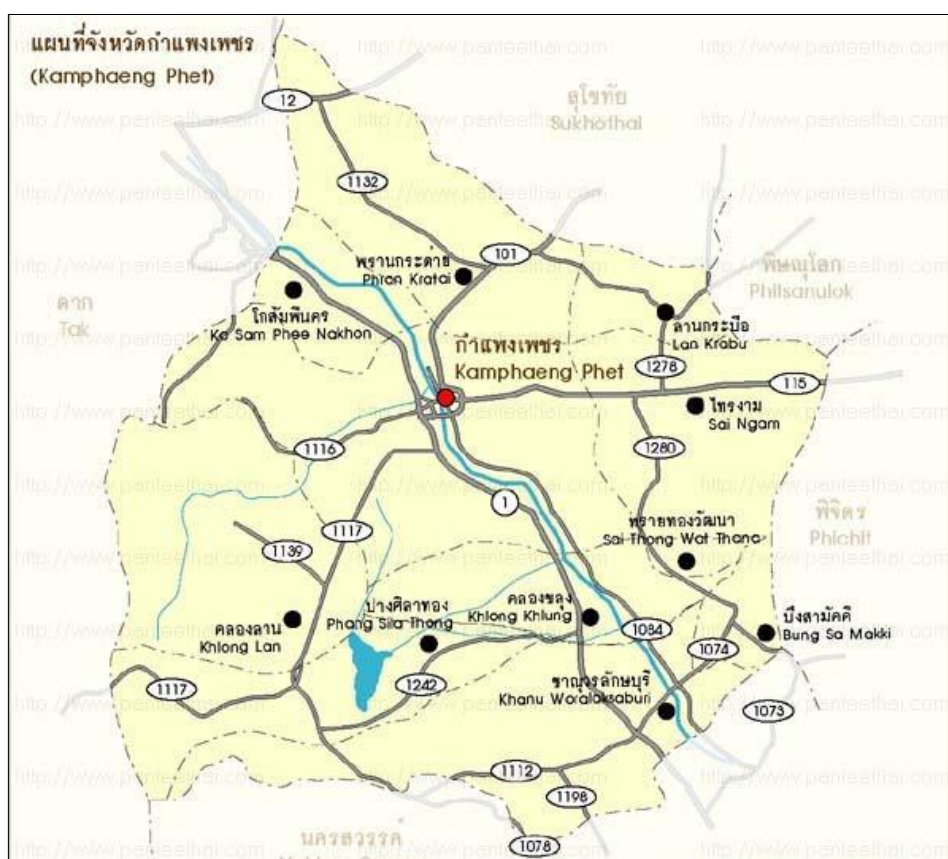 แผนที่จังหวัดกำแพงเพชร
(Kamphaeng Phet)
http://www.panteethai.com
12
สุโขทัย
Sukhothai
1132
พรานกระต่าย
Phran Kratai
101
พิษณุโลก
Phitsanulok
ตาก
Tak
โกสัมพีนคร
Ko Sam Phee Nakhon
ลานกระบือ
Lan Krabu
กำแพงเพชร
Kamphaeng Phet
1278
115
ไทรงาม
Sai Ngam
1116
1280
1
1117
พิจิตร
Phichit
ทรายทองวัฒนา
Sai Thong Wat Thana
1139
ปางศิลาทอง
Phang Sila Thong
คลองขลุง
Khlong Khlung
คลองลาน
Khlong Lan
1084
1074
บึงสามัคคี
Bung Sa Makki
1117
1242
ขาณุวรลักษบุรี
Khanu Woralaksaburi
1073
1112
1198
นครสวรรค์
1078